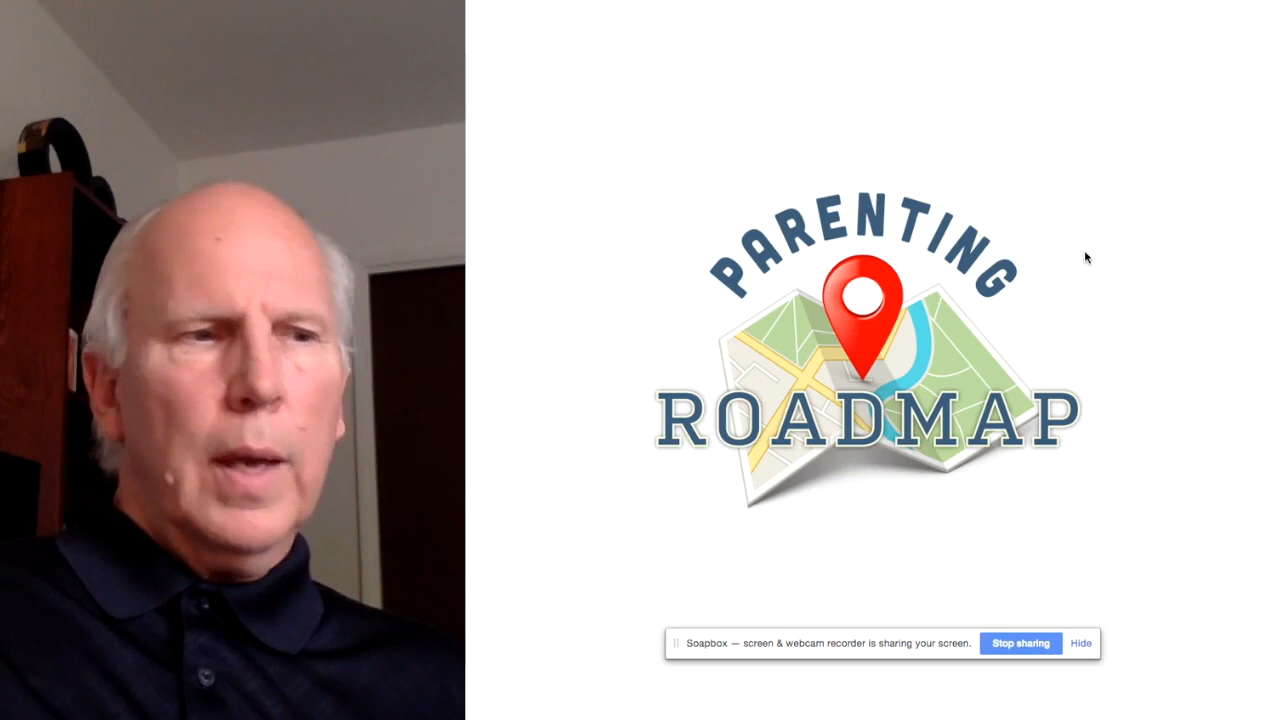 PARENTING
ROADMAP
Soapbox — screen & webcam recorder is sharing your screen. Stop sharing Hide